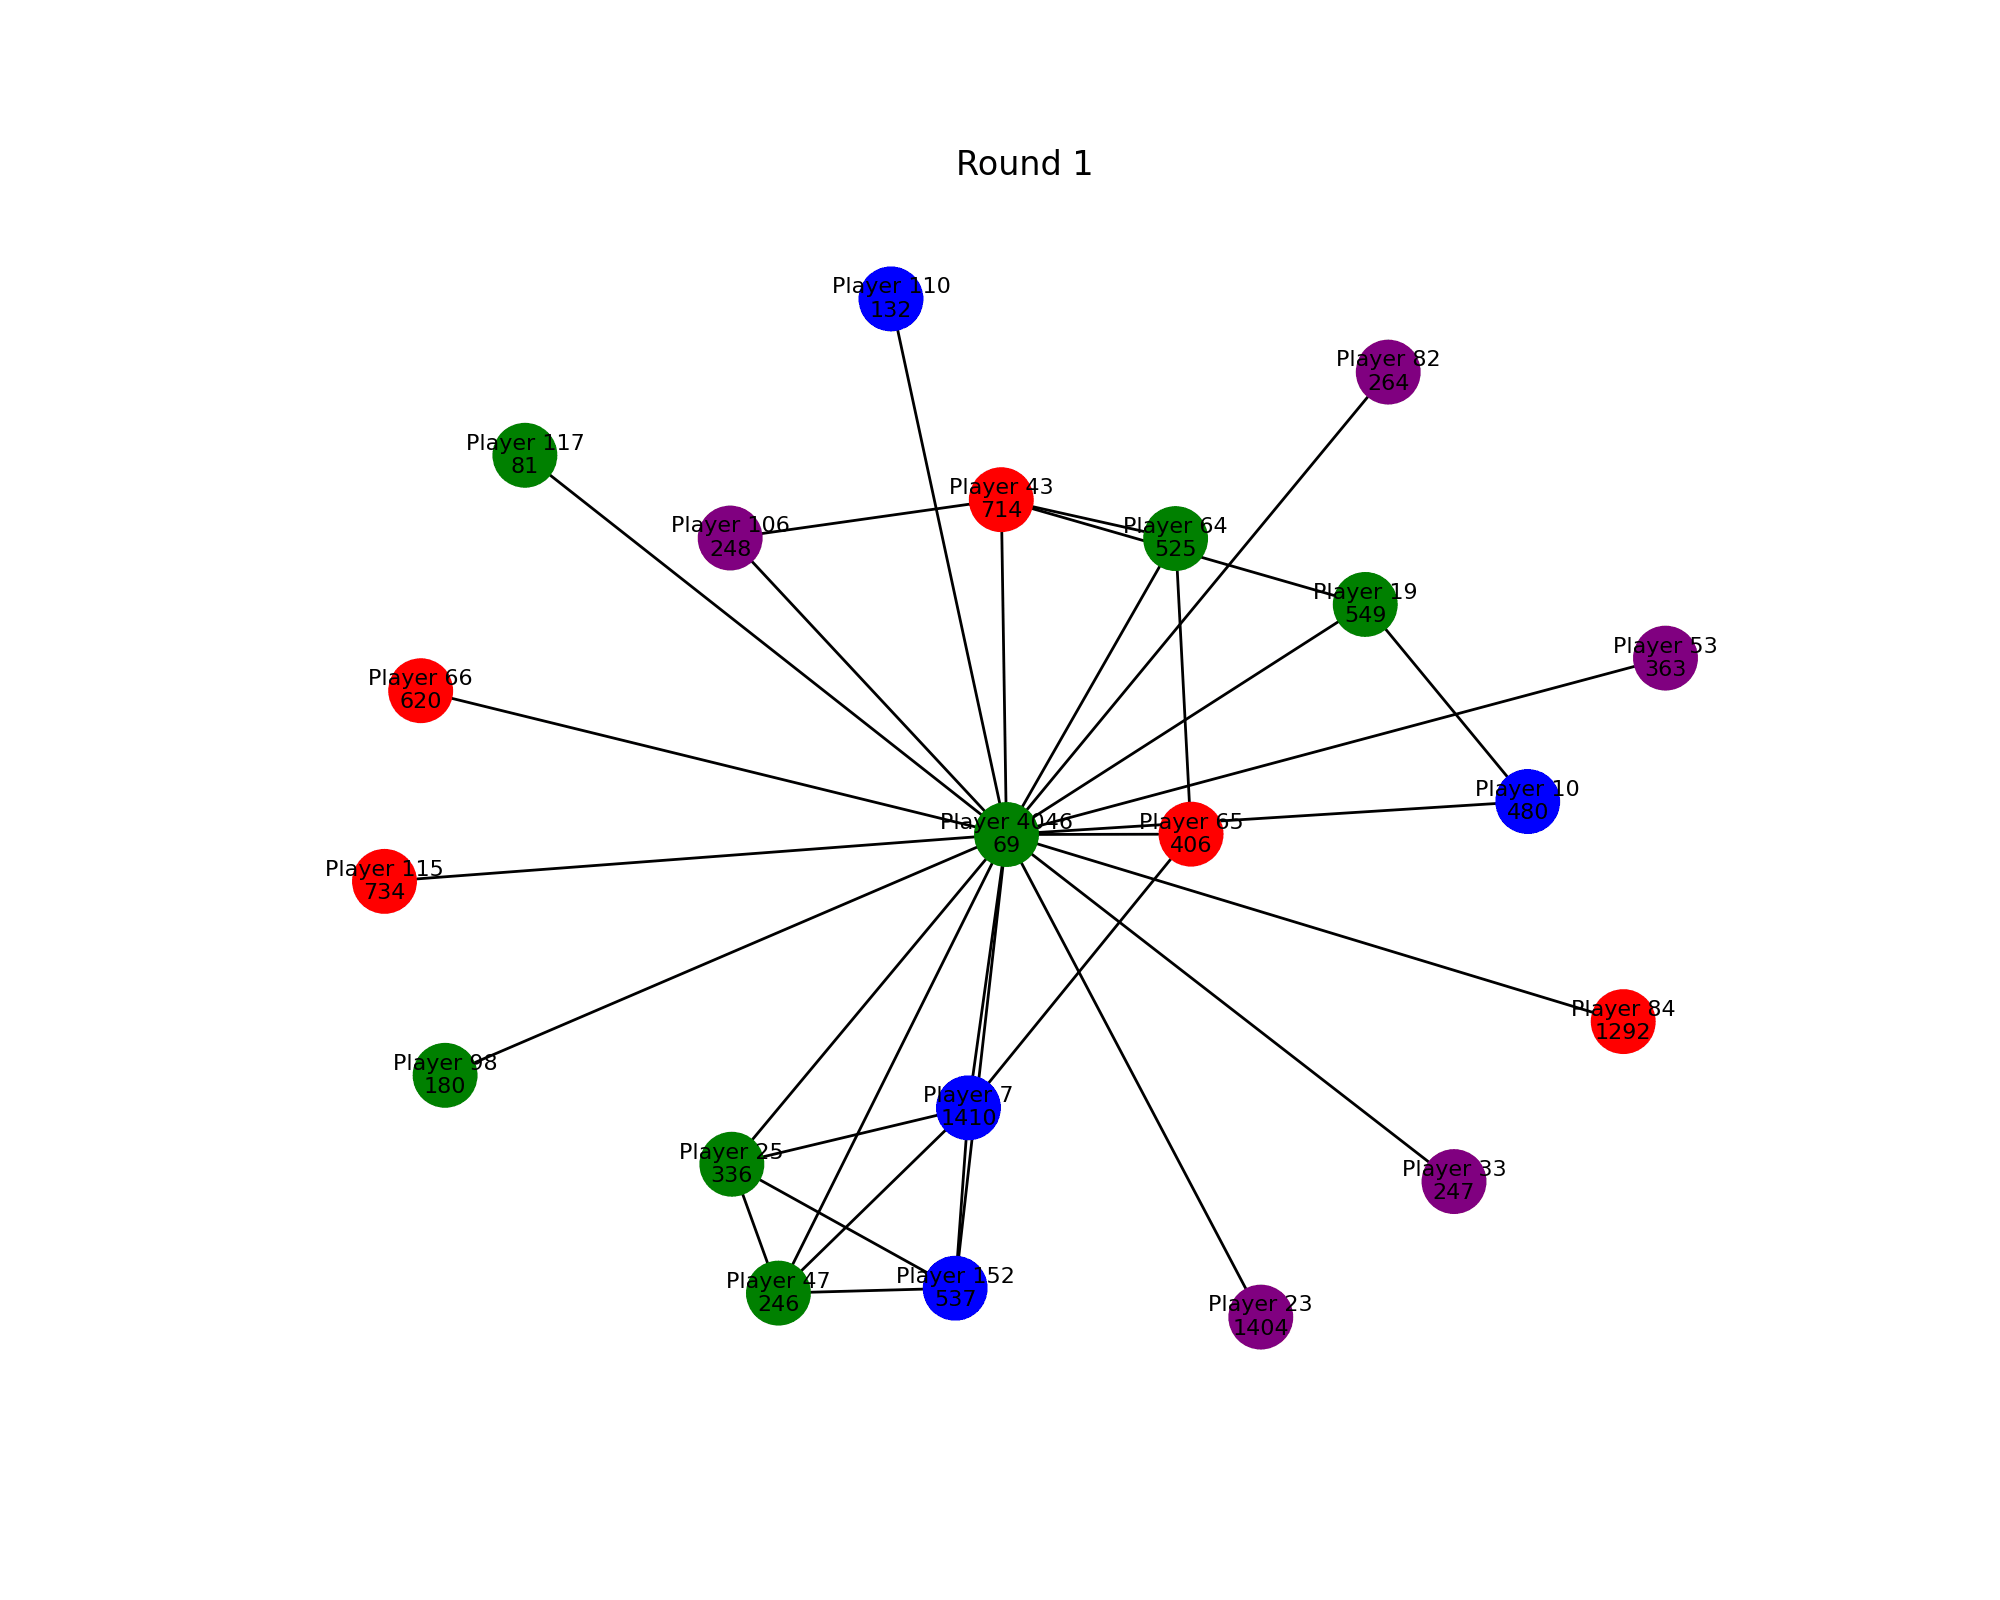 Round 1
Player 110
132
Player 82
264
Player 117
81
Player 43
714
Player 106
248
Player 64
525
Player 19
549
Player 53
363
Player 66
620
Player 10
480
Player 4046
69
Player 65
406
Player 115
734
Player 84
1292
Player 98
180
Player 7
1410
Player 25
336
Player 33
247
Player 152
537
Player 47
246
Player 23
1404